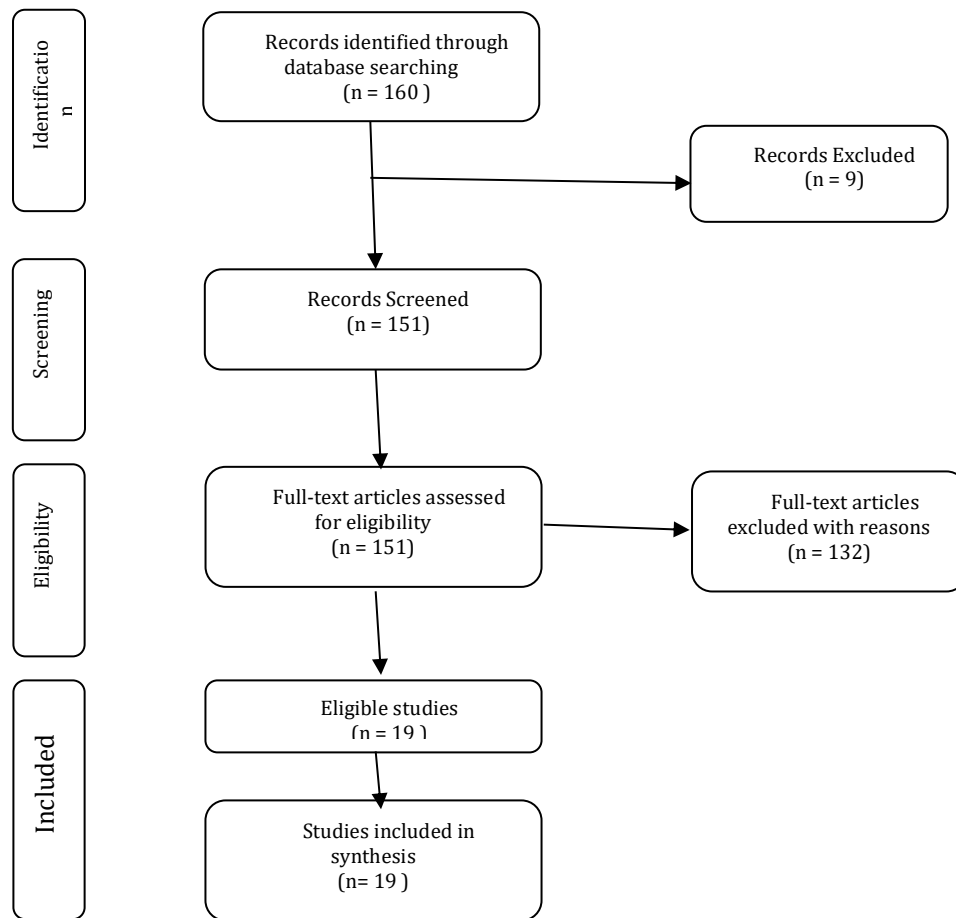 Identificatio
n
Records identified through
database searching
(n = 160 )
Records Excluded
(n = 9)
Screening
Records Screened
(n = 151)
Eligibility
Full-text articles assessed
for eligibility
(n = 151)
Full-text articles
excluded with reasons
(n = 132)
Included
Eligible studies
(n = 19 )
Studies included in
synthesis
(n= 19 )